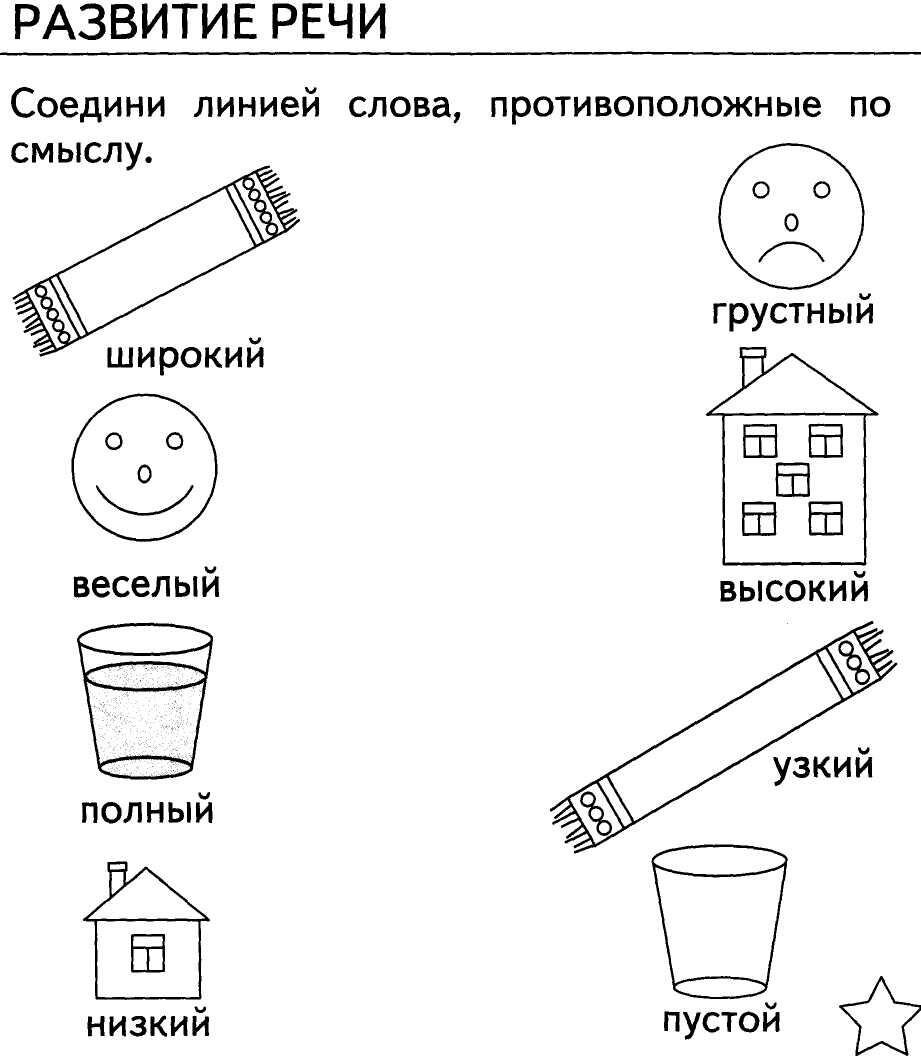 РАЗВИТИЕ РЕЧИ
Соедини линией слова, противоположные по
смыслу.
грустный
широкий
веселый
высокий
узкий
полный
низкий
пустой